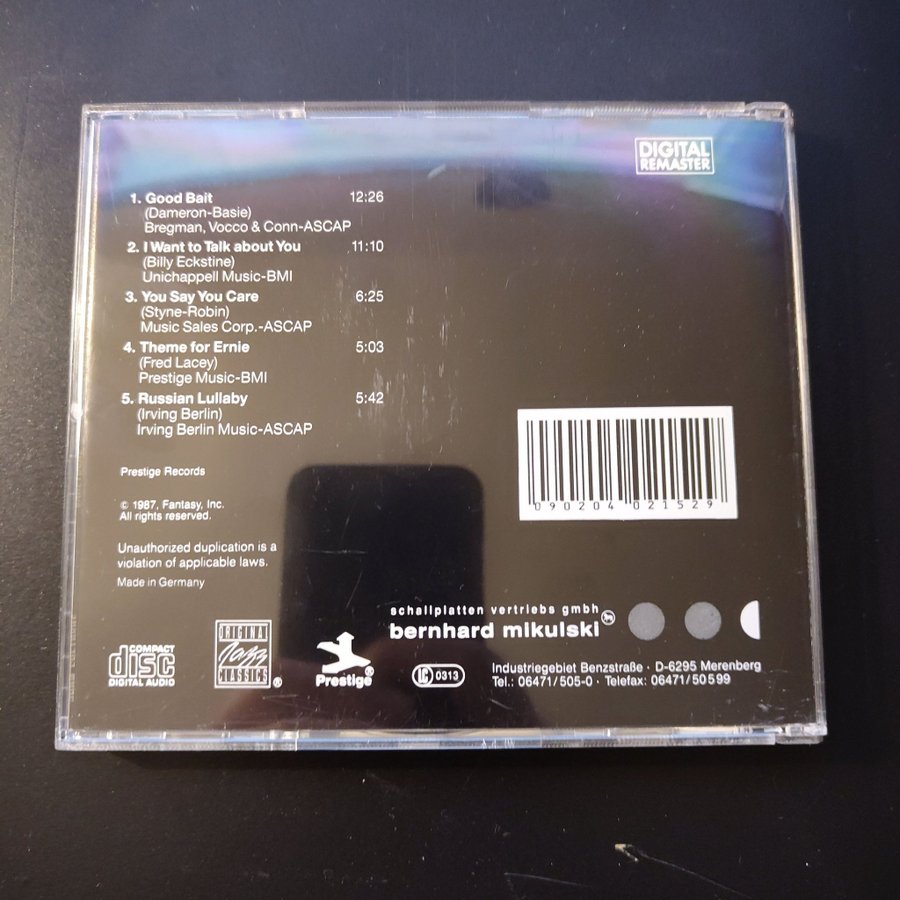 DIGITAL
REMASTER
1. Good Bait 12:26
(Dameron-Basie)
Bregman, Vocco & Conn-ASCAP
2. I Want to Talk about You 11:10
(Billy Eckstine)
Unichappell Music-BMI
3. You Say You Care 6:25
(Styne-Robin)
Music Sales Corp.-ASCAP
4. Theme for Ernie 5:03
(Fred Lacey)
Prestige Music-BMI
5. Russian Lullaby 5:42
(Irving Berlin)
Irving Berlin Music-ASCAP
Prestige Records
© 1987, Fantasy, Inc.
All rights reserved.
Unauthorized duplication is a
violation of applicable laws.
Made in Germany
090204 021529
COMPACT
disc
DIGITAL AUDIO
ORIGINAL
Jazz
CLASSICS®
Prestige®
schallplatten vertriebs gmbh
bernhard mikulski
LC 0313
Industriegebiet Benzstraße · D-6295 Merenberg
Tel.: 06471/505-0 · Telefax: 06471/50599